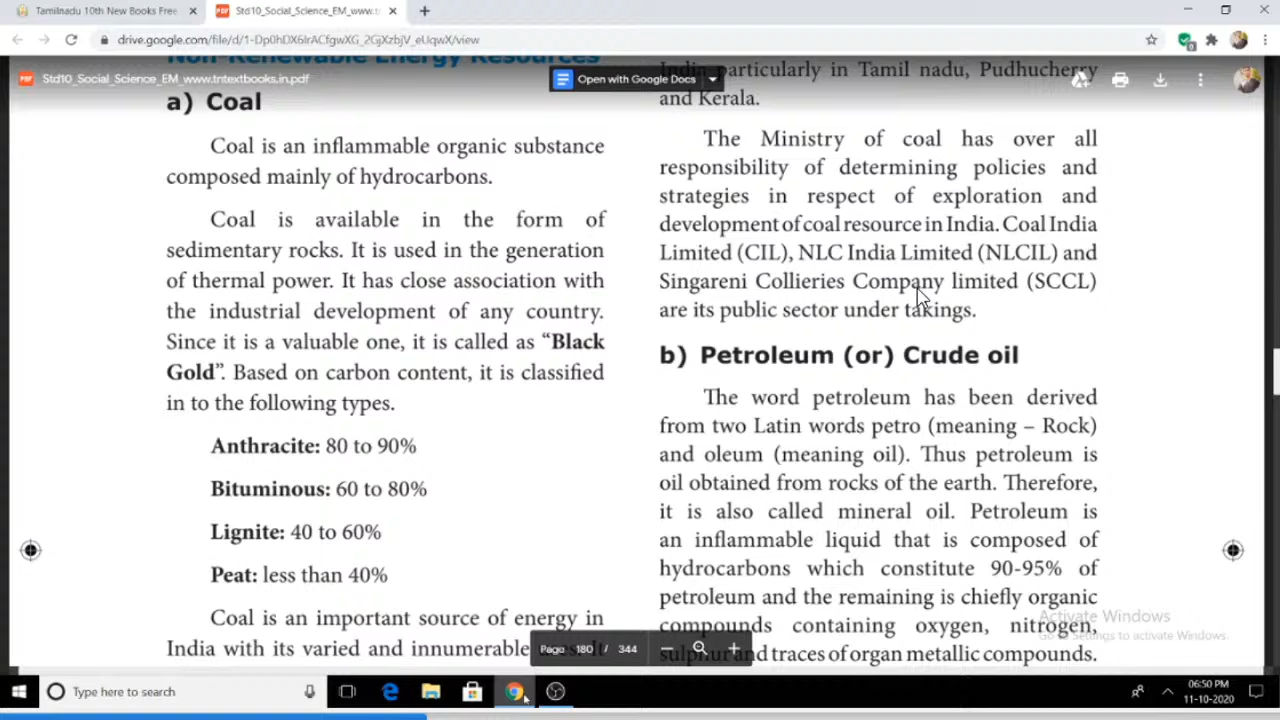 Tamilnadu 10th New Books Free
Std10_Social_Science_EM_www.t
drive.google.com/file/d/1-Dp0hDX6IrACfgwXG_2GjXzbjV_eUqwX/view
Std10_Social_Science_EM_www.tntextbooks.in.pdf
Open with Google Docs
Non-Renewable Energy Resources
a) Coal
Coal is an inflammable organic substance
composed mainly of hydrocarbons.
Coal is available in the form of
sedimentary rocks. It is used in the generation
of thermal power. It has close association with
the industrial development of any country.
Since it is a valuable one, it is called as “Black
Gold”. Based on carbon content, it is classified
in to the following types.
Anthracite: 80 to 90%
Bituminous: 60 to 80%
Lignite: 40 to 60%
Peat: less than 40%
Coal is an important source of energy in
India with its varied and innumerable
India particularly in Tamil nadu, Pudhucherry
and Kerala.
The Ministry of coal has over all
responsibility of determining policies and
strategies in respect of exploration and
development of coal resource in India. Coal India
Limited (CIL), NLC India Limited (NLCIL) and
Singareni Collieries Company limited (SCCL)
are its public sector under takings.
b) Petroleum (or) Crude oil
The word petroleum has been derived
from two Latin words petro (meaning – Rock)
and oleum (meaning oil). Thus petroleum is
oil obtained from rocks of the earth. Therefore,
it is also called mineral oil. Petroleum is
an inflammable liquid that is composed of
hydrocarbons which constitute 90-95% of
petroleum and the remaining is chiefly organic
compounds containing oxygen, nitrogen,
sulphur and traces of organ metallic compounds.
Activate Windows
Go to Settings to activate Windows.
Page 180 / 344
Type here to search
06:50 PM
11-10-2020